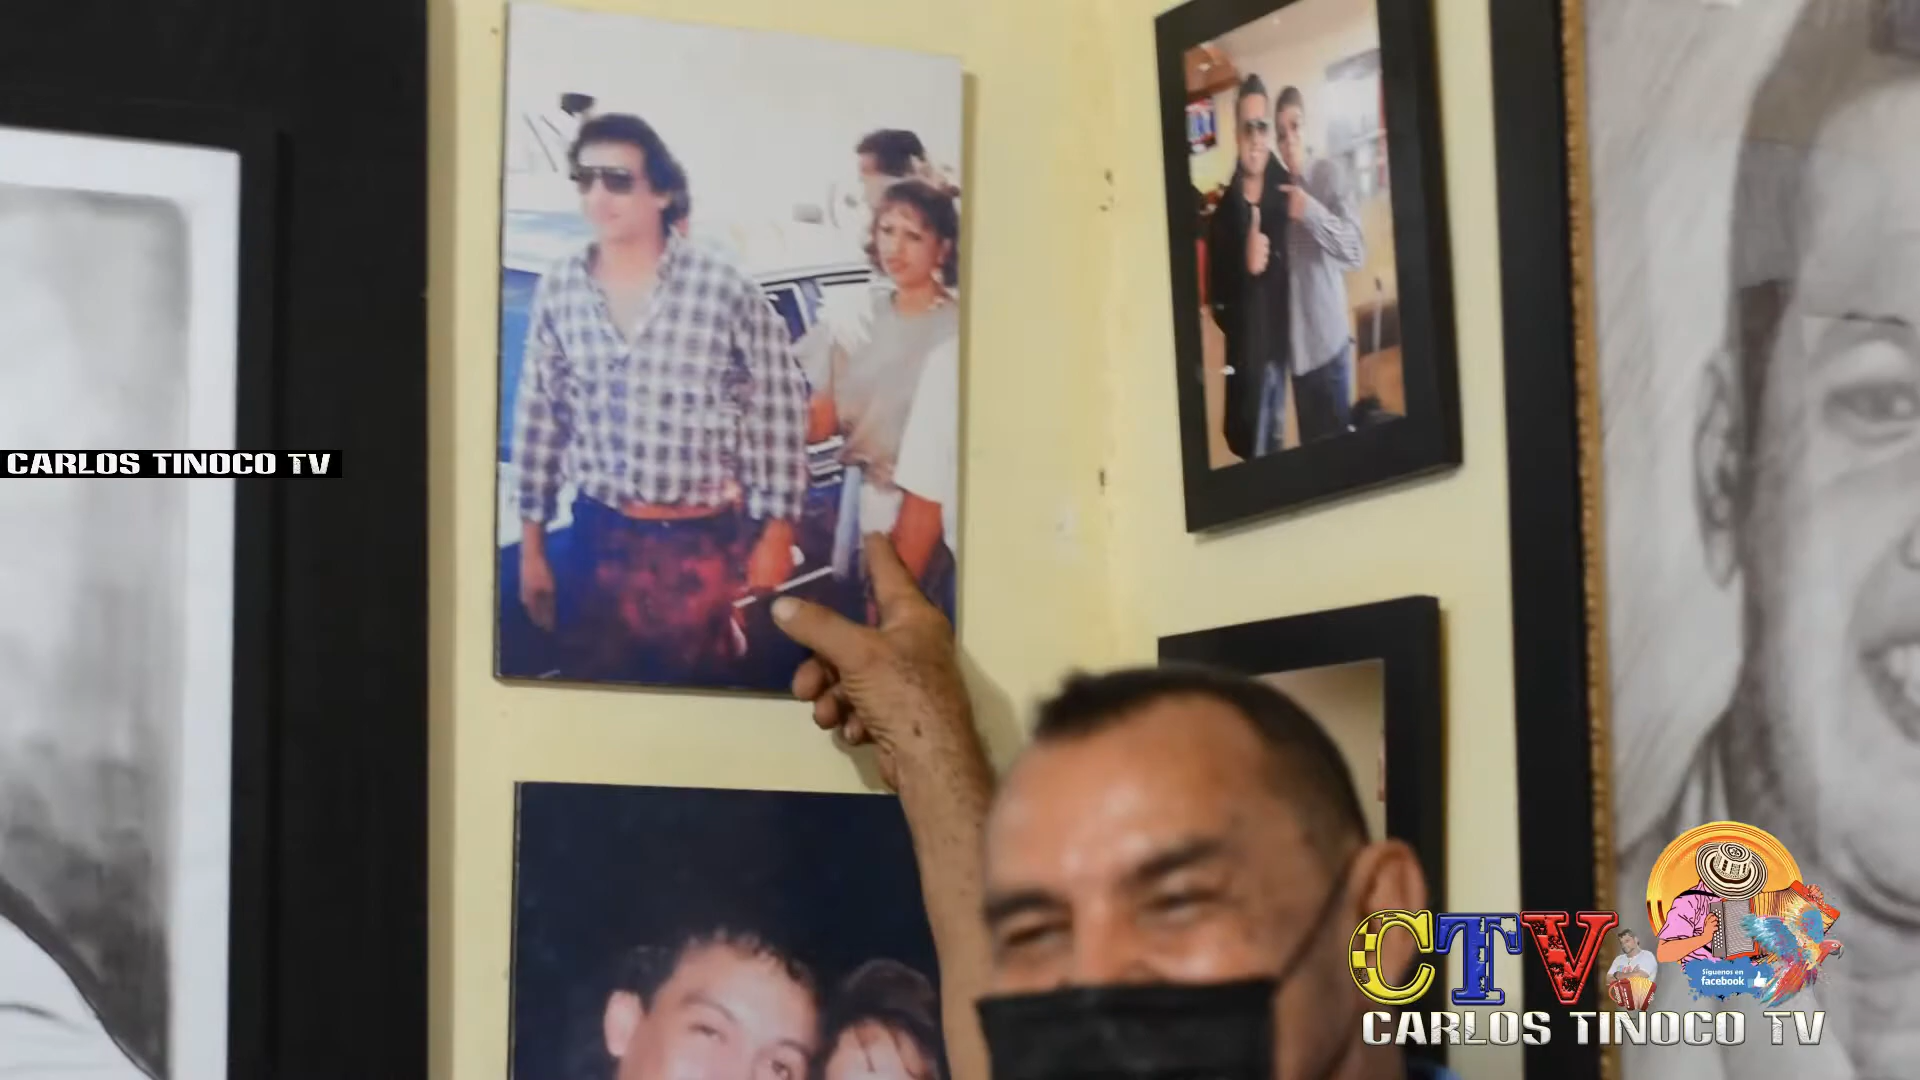 CARLOS TINOCO TV
CTV
Síguenos en
facebook
CARLOS TINOCO TV